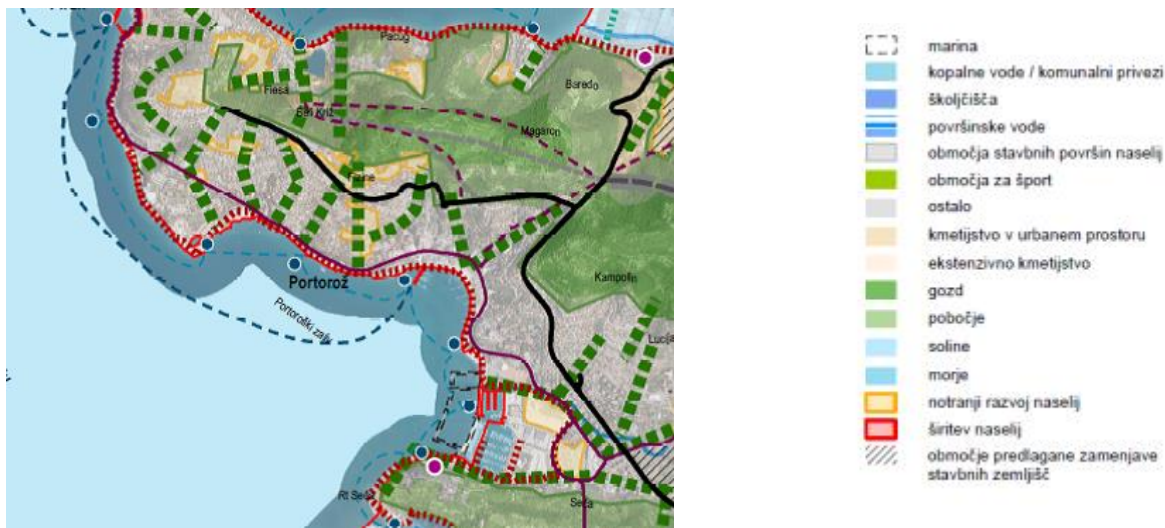 Pacug
Fiesa
Beli Križ
Baredo
Magaron
Portorož
Portoroški zaliv
Kampolin
Lucija
Rt Seča
Seča
marina
kopalne vode / komunalni privezi
školjčišča
površinske vode
območja stavbnih površin naselij
območja za šport
ostalo
kmetijstvo v urbanem prostoru
ekstenzivno kmetijstvo
gozd
pobočje
soline
morje
notranji razvoj naselij
širitev naselij
območje predlagane zamenjave
stavbnih zemljišč